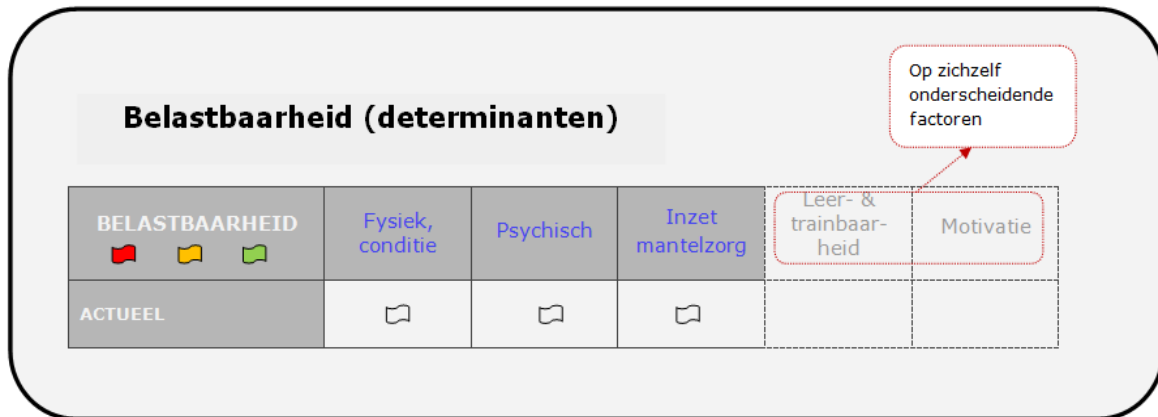 Op zichzelf
onderscheidende
factoren
Belastbaarheid (determinanten)
BELASTBAARHEID
Fysiek,
conditie
Psychisch
Inzet
mantelzorg
Leer- &
trainbaar-
heid
Motivatie
ACTUEEL